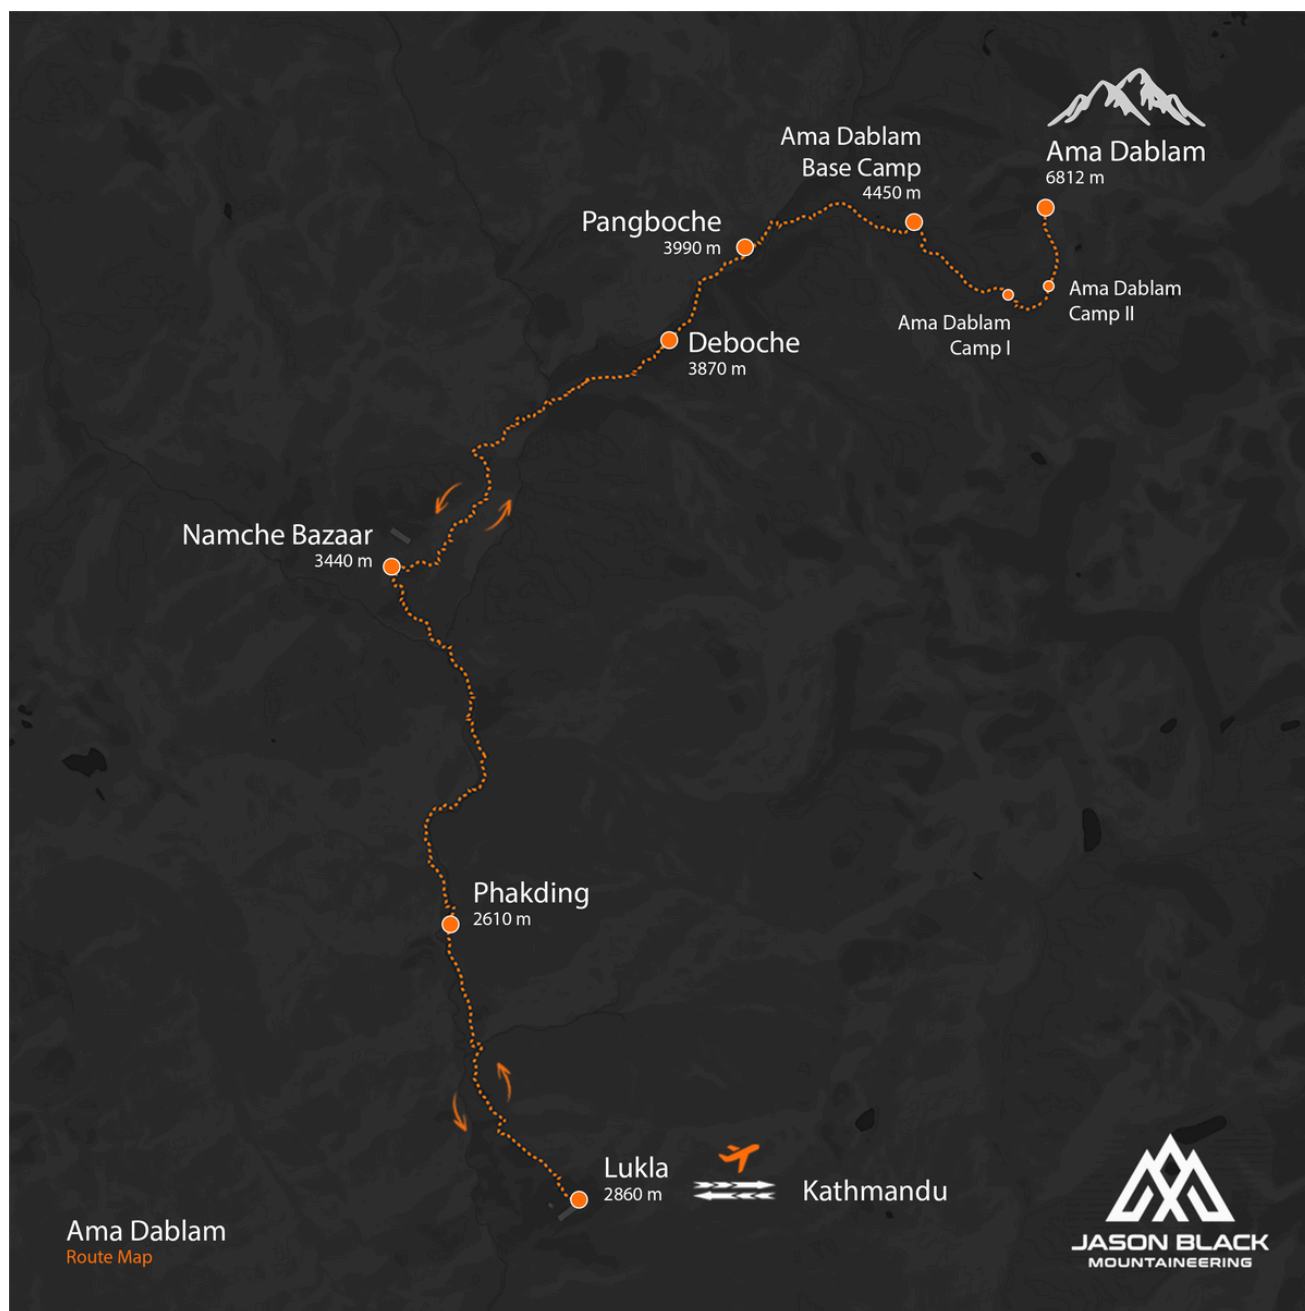 Ama Dablam
6812 m
Ama Dablam
Base Camp
4450 m
Pangboche
3990 m
Ama Dablam
Camp II
Ama Dablam
Camp I
Deboche
3870 m
Namche Bazaar
3440 m
Phakding
2610 m
Lukla
2860 m
Kathmandu
Ama Dablam
Route Map
JASON BLACK
MOUNTAINEERING